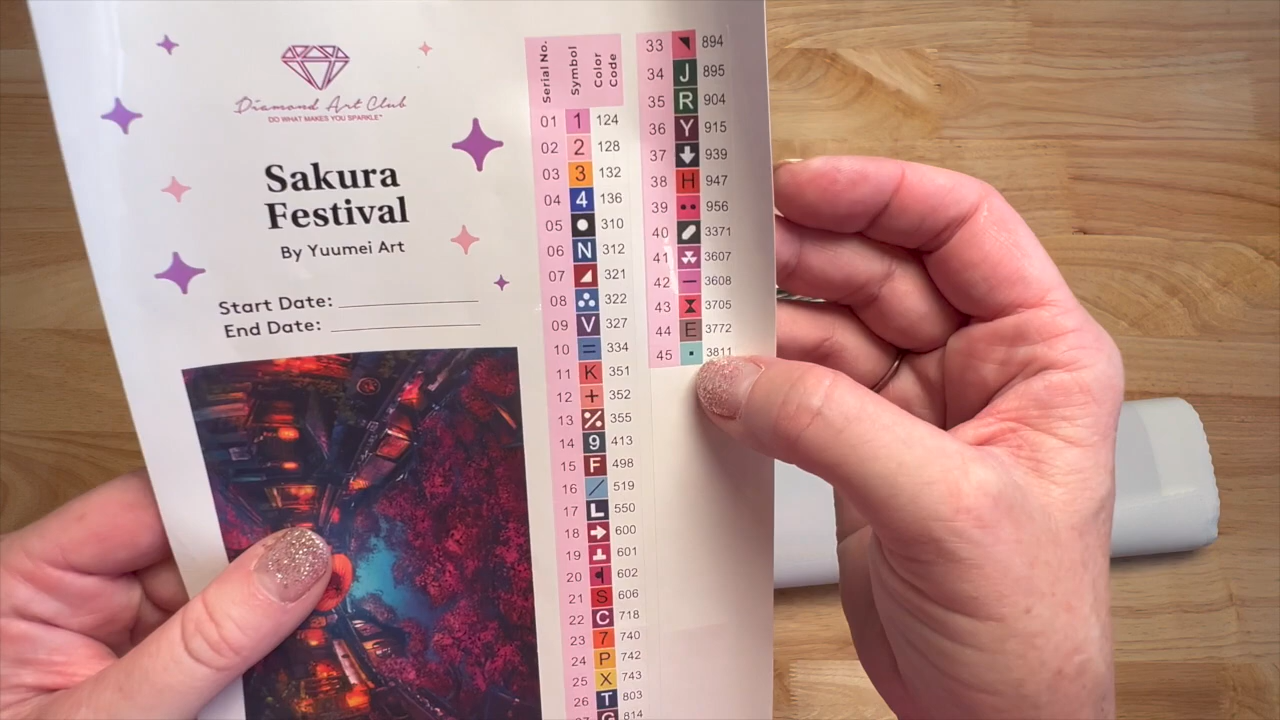 Diamond Art Club
DO WHAT MAKES YOU SPARKLE™
Sakura
Festival
By Yuumei Art
Start Date:
End Date:
Serial No. Symbol Color Code
01 1 124
02 2 128
03 3 132
04 4 136
05 310
06 N 312
07 321
08 322
09 V 327
10 = 334
11 K 351
12 + 352
13 % 355
14 9 413
15 F 498
16 / 519
17 L 550
18 600
19 601
20 602
21 S 606
22 C 718
23 7 740
24 P 742
25 X 743
26 T 803
814
33 894
34 J 895
35 R 904
36 Y 915
37 939
38 H 947
39 956
40 3371
41 3607
42 – 3608
43 3705
44 E 3772
45 3811